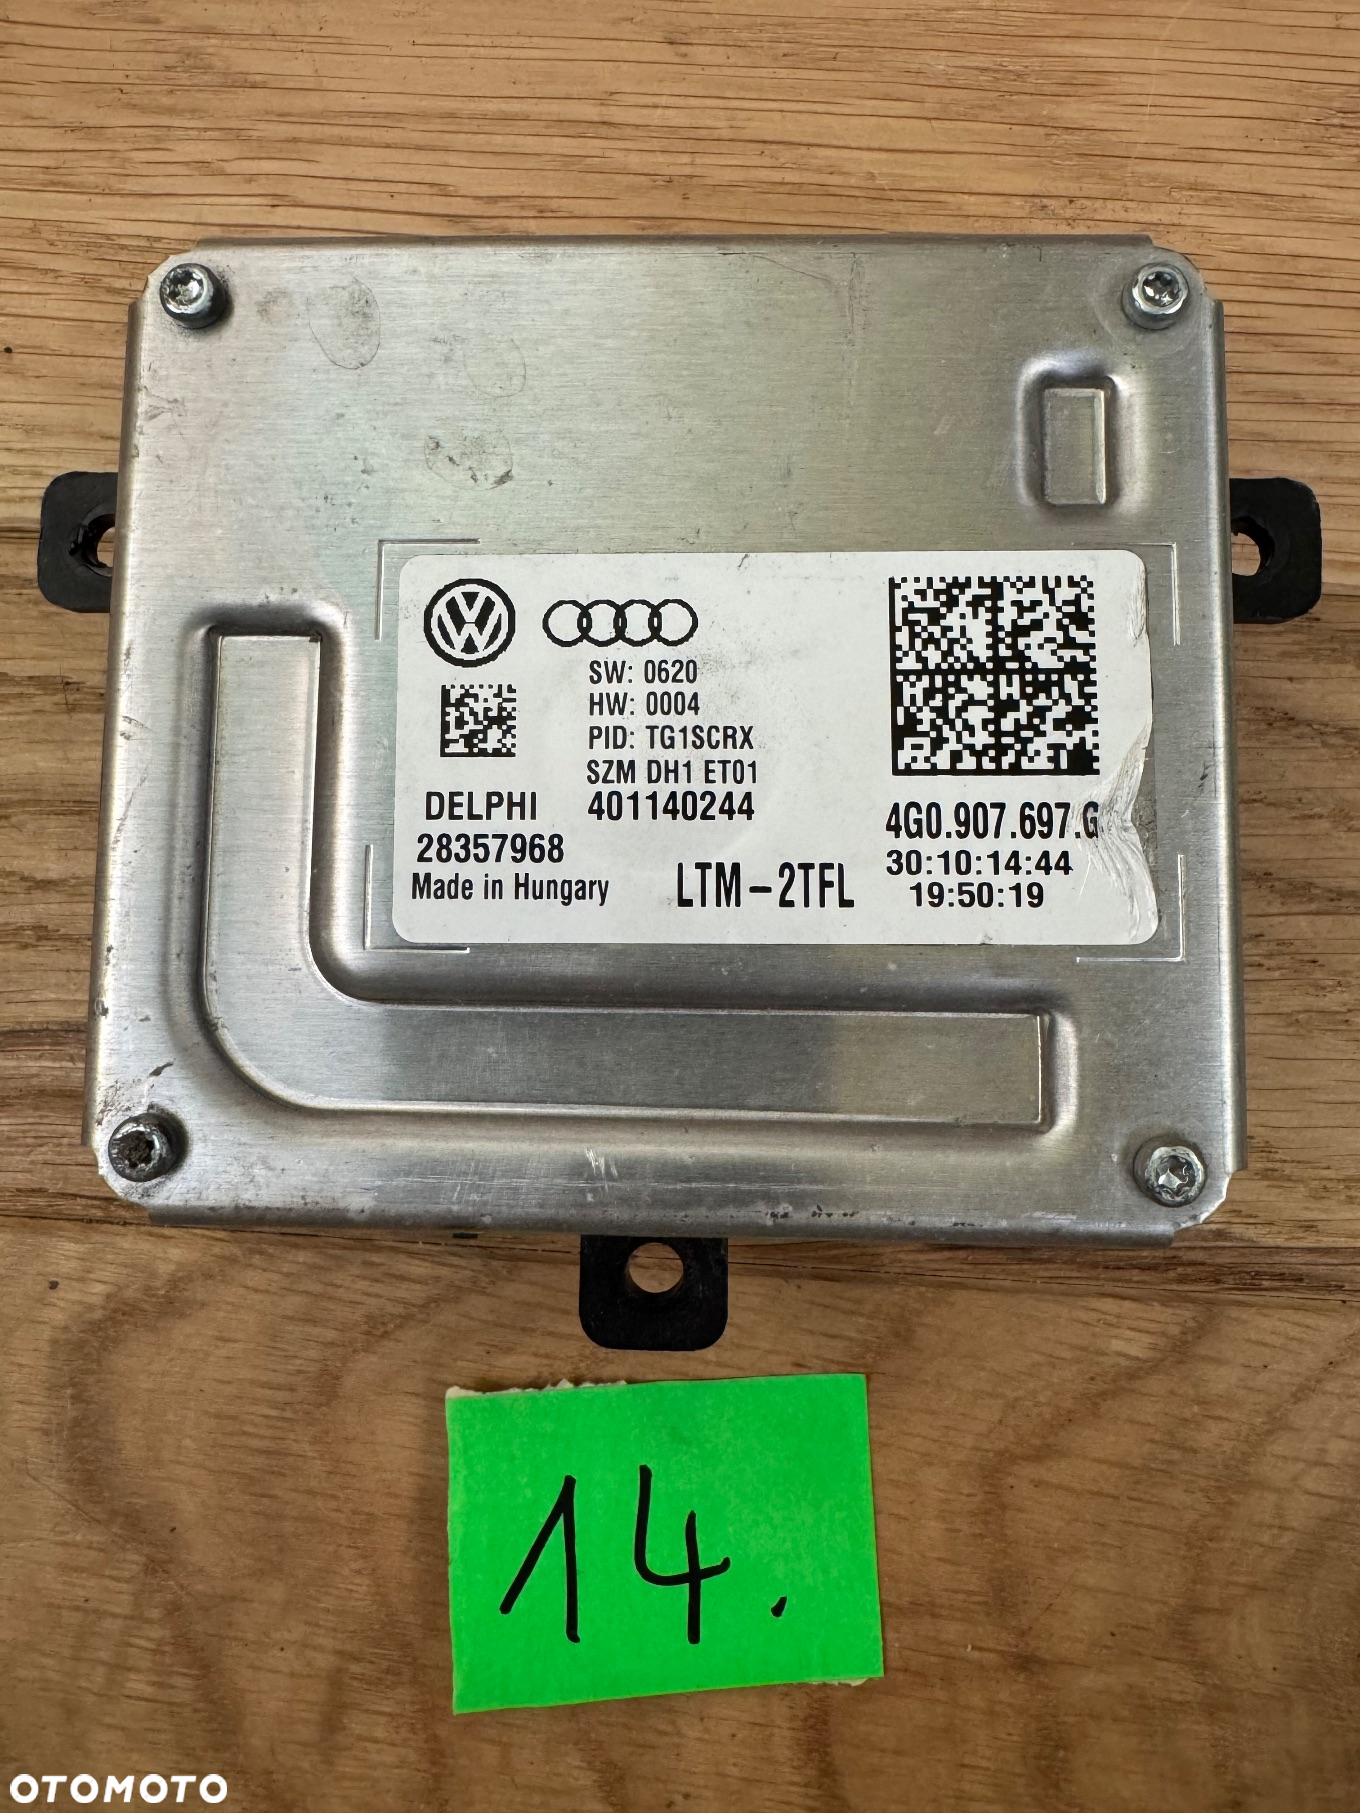 SW: 0620
HW: 0004
PID: TG1SCRX
SZM DH1 ET01
DELPHI 401140244
28357968
Made in Hungary
LTM-2TFL
4G0.907.697.G
30:10:14:44
19:50:19
14.
OTOMOTO